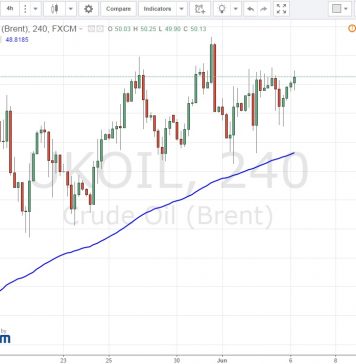 4h Compare Indicators
(Brent), 240, FXCM O 50.03 H 50.25 L 49.90 C 50.13
48.8185
UKOIL, 240
Crude Oil (Brent)
by
m
23 25 30 Jun 6 8